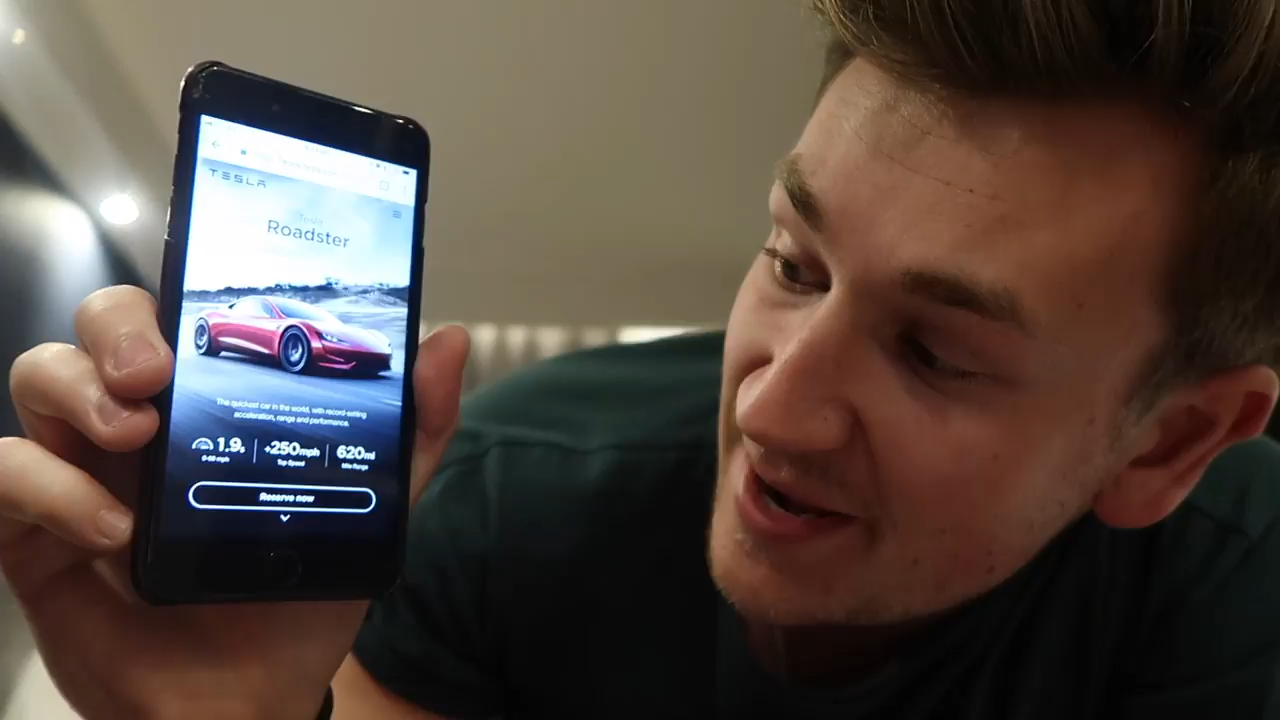 TESLA
Tesla
Roadster
The quickest car in the world, with record-setting
acceleration, range and performance.
1.9s
+250mph
620mi
0-60 mph
Top Speed
Mile Range
Reserve now